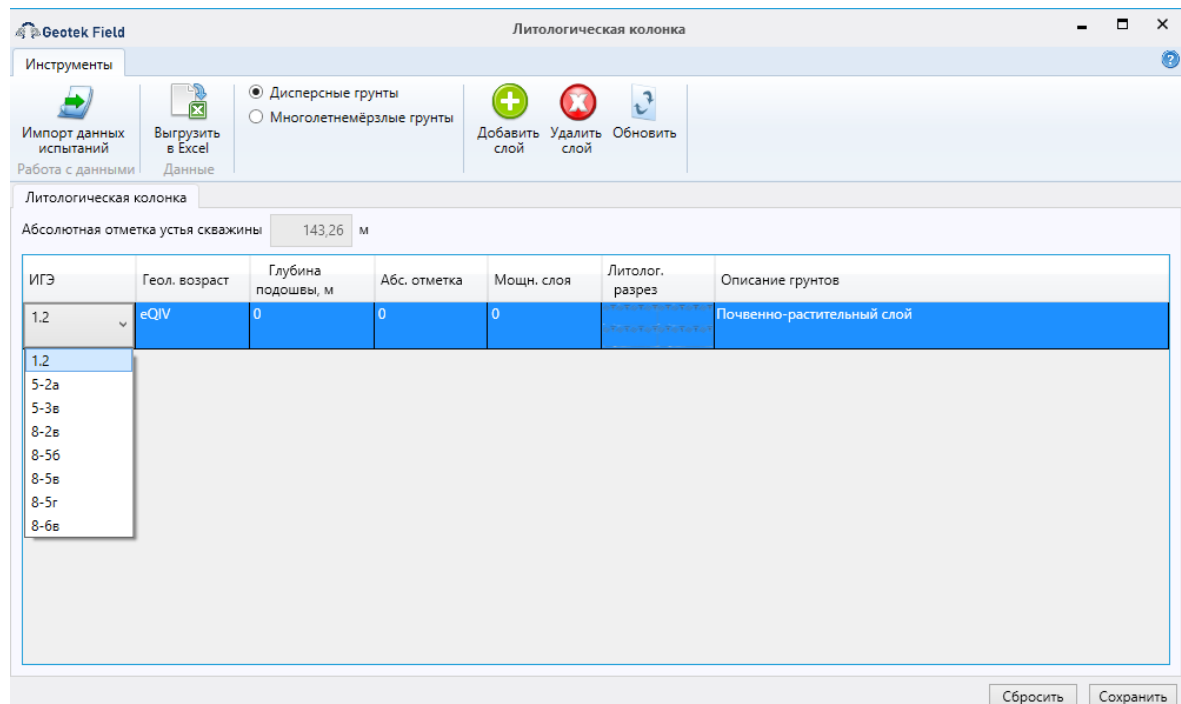 Geotek Field
Литологическая колонка
Инструменты
Импорт данных
испытаний
Работа с данными
Выгрузить
в Excel
Данные
Дисперсные грунты
Многолетнемёрзлые грунты
Добавить
слой
Удалить
слой
Обновить
Литологическая колонка
Абсолютная отметка устья скважины 143,26 м
ИГЭ
Геол. возраст
Глубина
подошвы, м
Абс. отметка
Мощн. слоя
Литолог.
разрез
Описание грунтов
1.2 eQIV 0 0 0 Почвенно-растительный слой
1.2
5-2а
5-3в
8-2в
8-5б
8-5в
8-5г
8-6в
Сбросить Сохранить